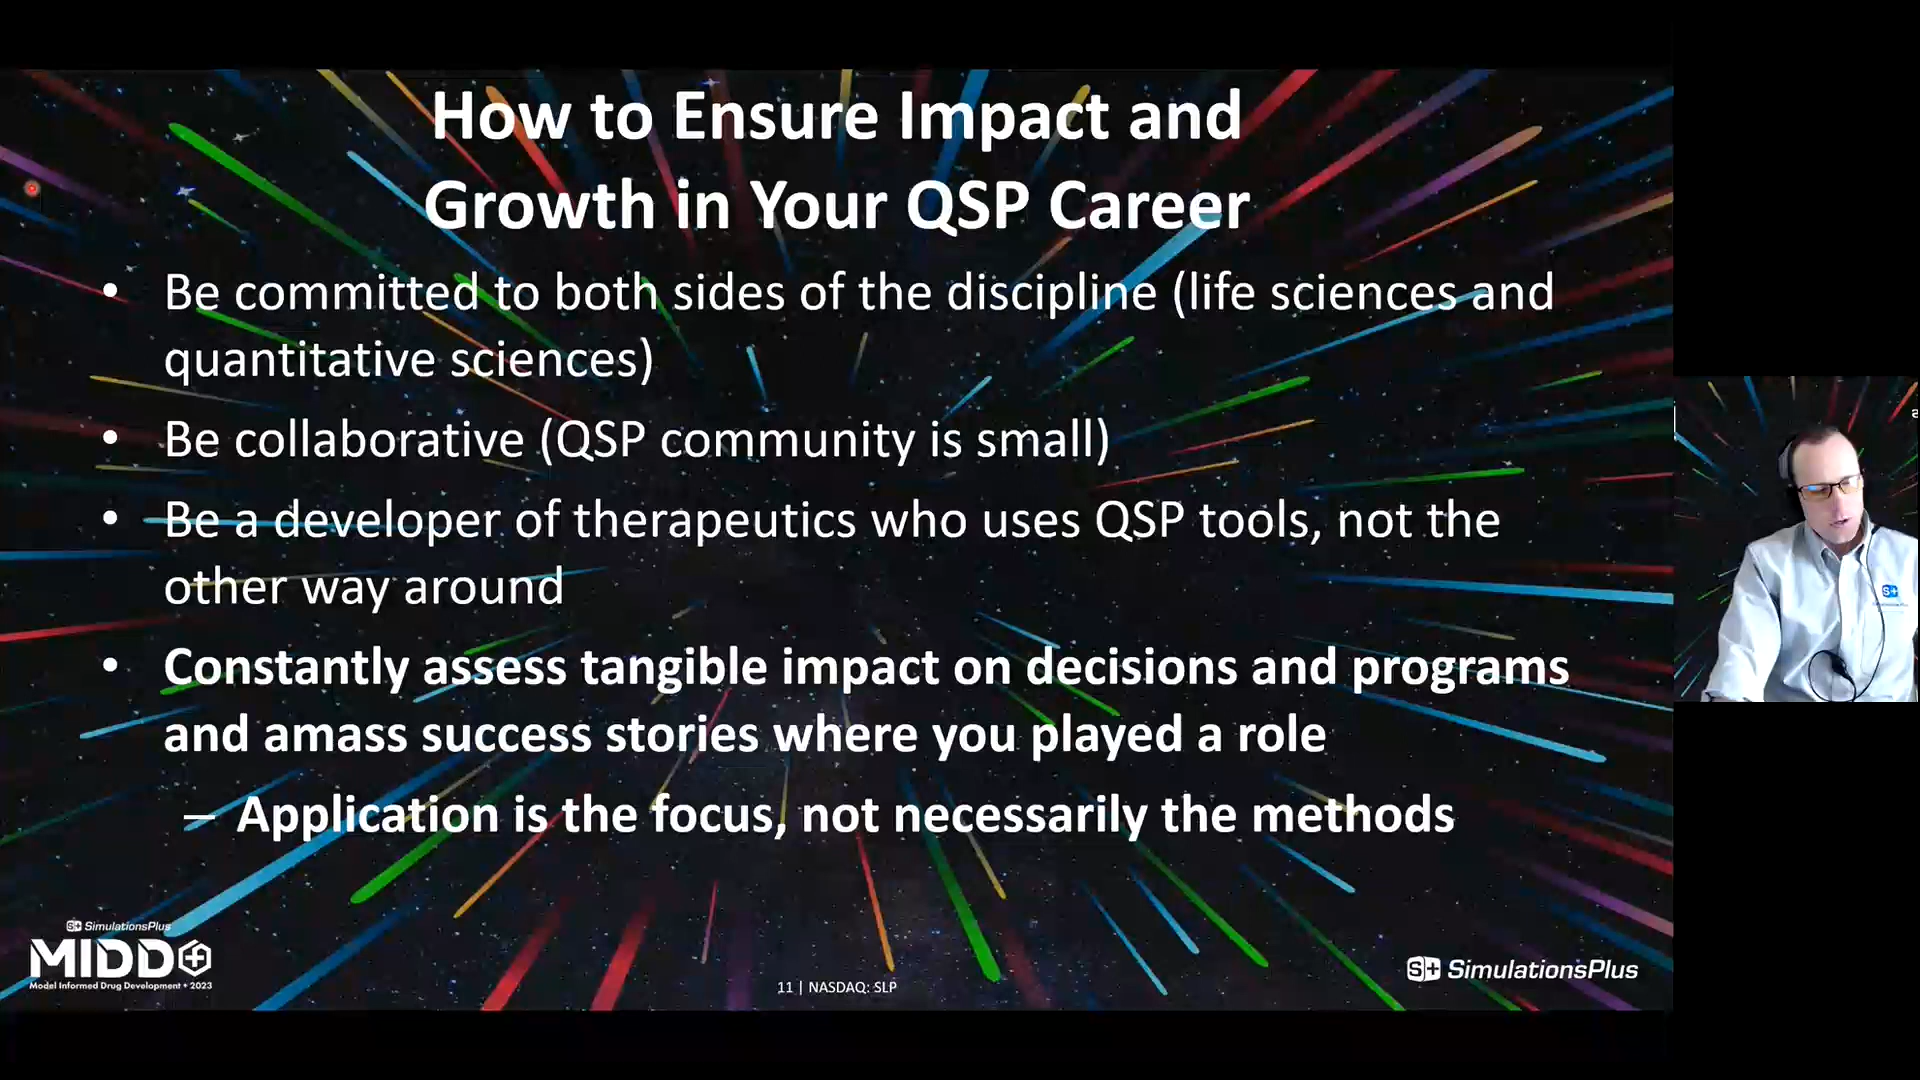 How to Ensure Impact and
Growth in Your QSP Career
• Be committed to both sides of the discipline (life sciences and
quantitative sciences)
• Be collaborative (QSP community is small)
• Be a developer of therapeutics who uses QSP tools, not the
other way around
• Constantly assess tangible impact on decisions and programs
and amass success stories where you played a role
– Application is the focus, not necessarily the methods
S+ SimulationsPlus
MIDD+
Model Informed Drug Development + 2023
11 | NASDAQ: SLP
S+ SimulationsPlus
S+